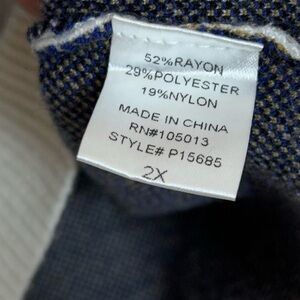 52%RAYON
29%POLYESTER
19%NYLON
MADE IN CHINA
RN#105013
STYLE# P15685
2X